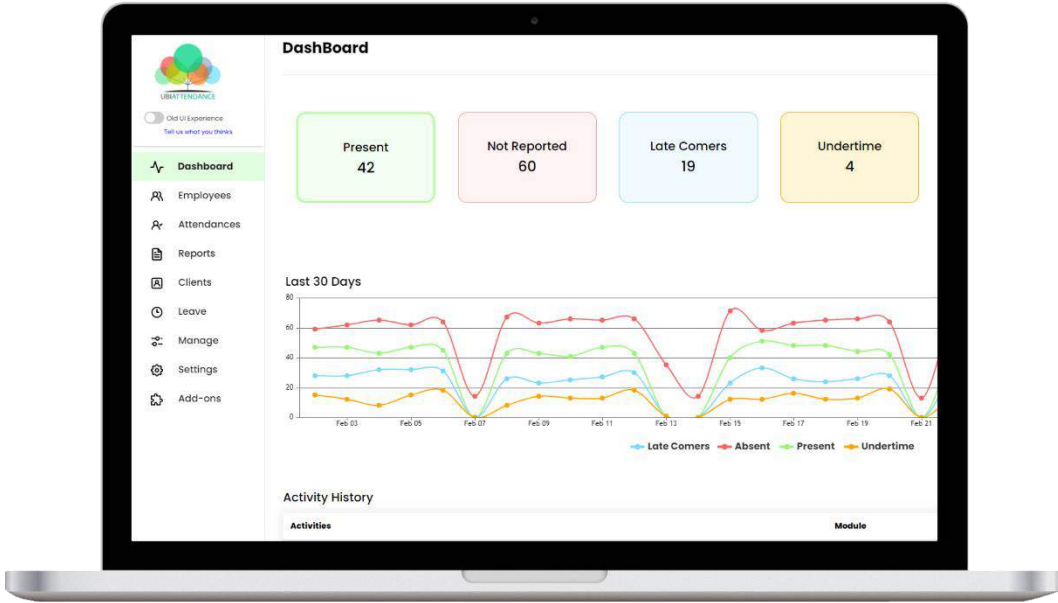 DashBoard
UBIATTENDANCE
Old UI Experience
Tell us what you thinks
Dashboard
Employees
Attendances
Reports
Clients
Leave
Manage
Settings
Add-ons
Present
42
Not Reported
60
Late Comers
19
Undertime
4
Last 30 Days
80
60
40
20
0
Feb 03 Feb 05 Feb 07 Feb 09 Feb 11 Feb 13 Feb 15 Feb 17 Feb 19 Feb 21
Late Comers Absent Present Undertime
Activity History
Activities Module